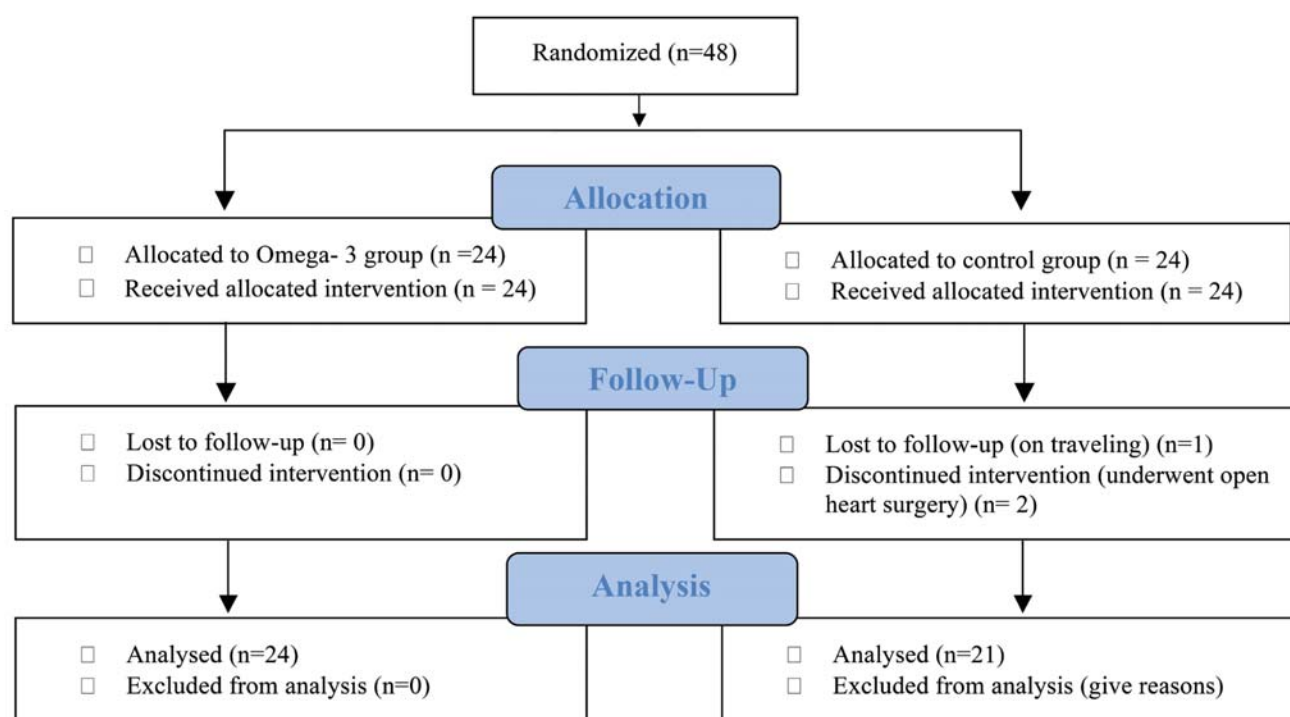 Randomized (n=48)
Allocation
Allocated to Omega- 3 group (n =24)
Received allocated intervention (n = 24)
Allocated to control group (n = 24)
Received allocated intervention (n = 24)
Follow-Up
Lost to follow-up (n= 0)
Discontinued intervention (n= 0)
Lost to follow-up (on traveling) (n=1)
Discontinued intervention (underwent open
heart surgery) (n= 2)
Analysis
Analysed (n=24)
Excluded from analysis (n=0)
Analysed (n=21)
Excluded from analysis (give reasons)